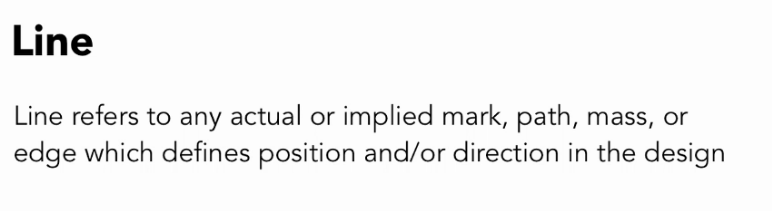 Line
Line refers to any actual or implied mark, path, mass, or
edge which defines position and/or direction in the design